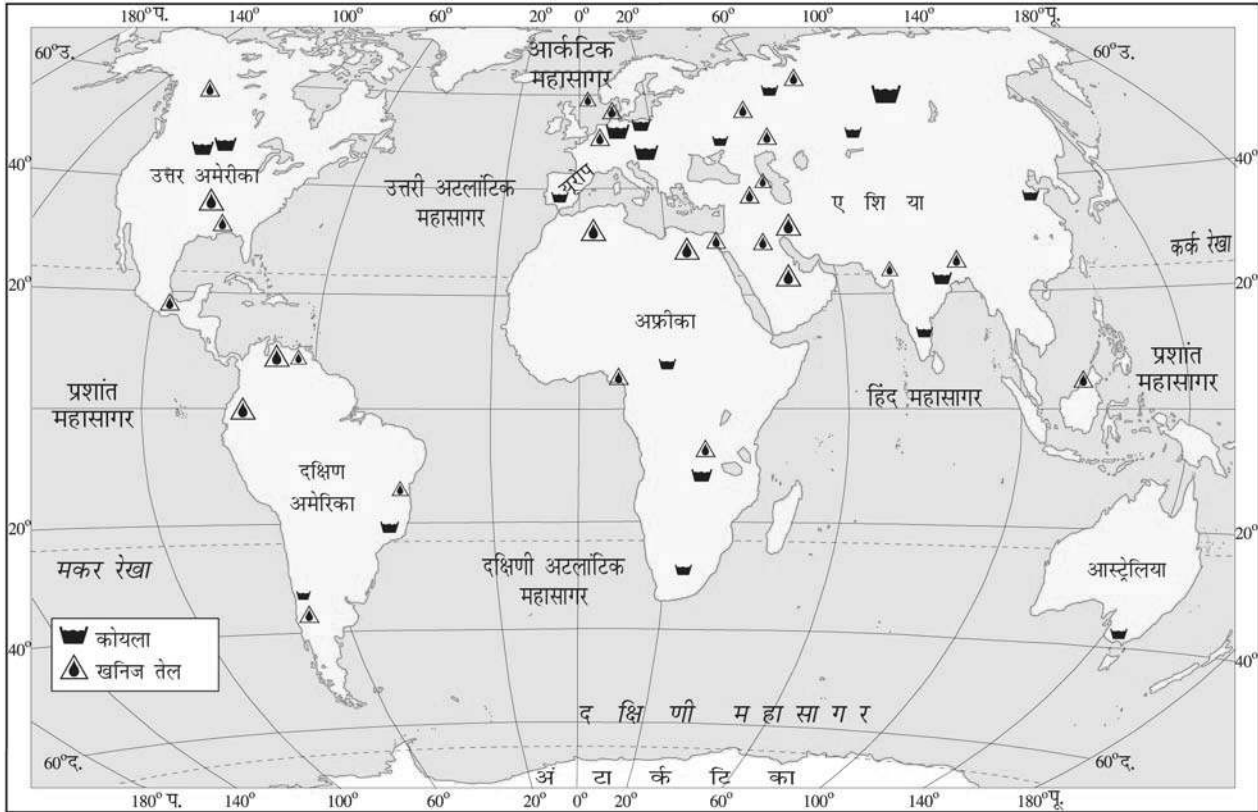 180° प. 140° 100° 60° 20° 0° 20° 60° 100° 140° 180° पू.
60° उ. 60° उ.
आर्कटिक
महासागर
40° 40°
उत्तर अमेरीका
यूरोप
उत्तरी अटलांटिक
महासागर
ए शि या
कर्क रेखा
20° 20°
अफ्रीका
प्रशांत
महासागर
हिंद महासागर
प्रशांत
महासागर
दक्षिण
अमेरिका
20° 20°
मकर रेखा
दक्षिणी अटलांटिक
महासागर
आस्ट्रेलिया
कोयला
खनिज तेल
40° 40°
द क्षि णी म हा सा ग र
60° द. 60° द.
अं टा र्क टि का
180° प. 140° 100° 60° 20° 0° 20° 60° 100° 140° 180° पू.